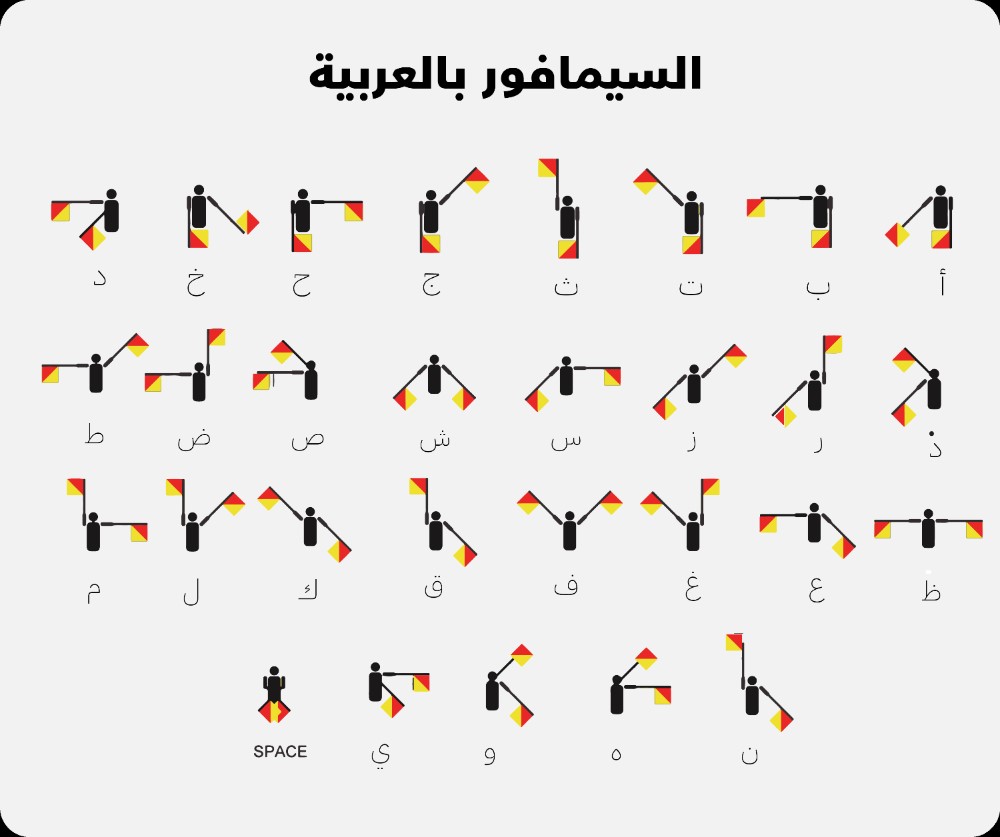 السيمافور بالعربية
أ ب ت ث ج ح خ د
ذ ر ز س ش ص ض ط
ظ ع غ ف ق ك ل م
ن ه و ي SPACE